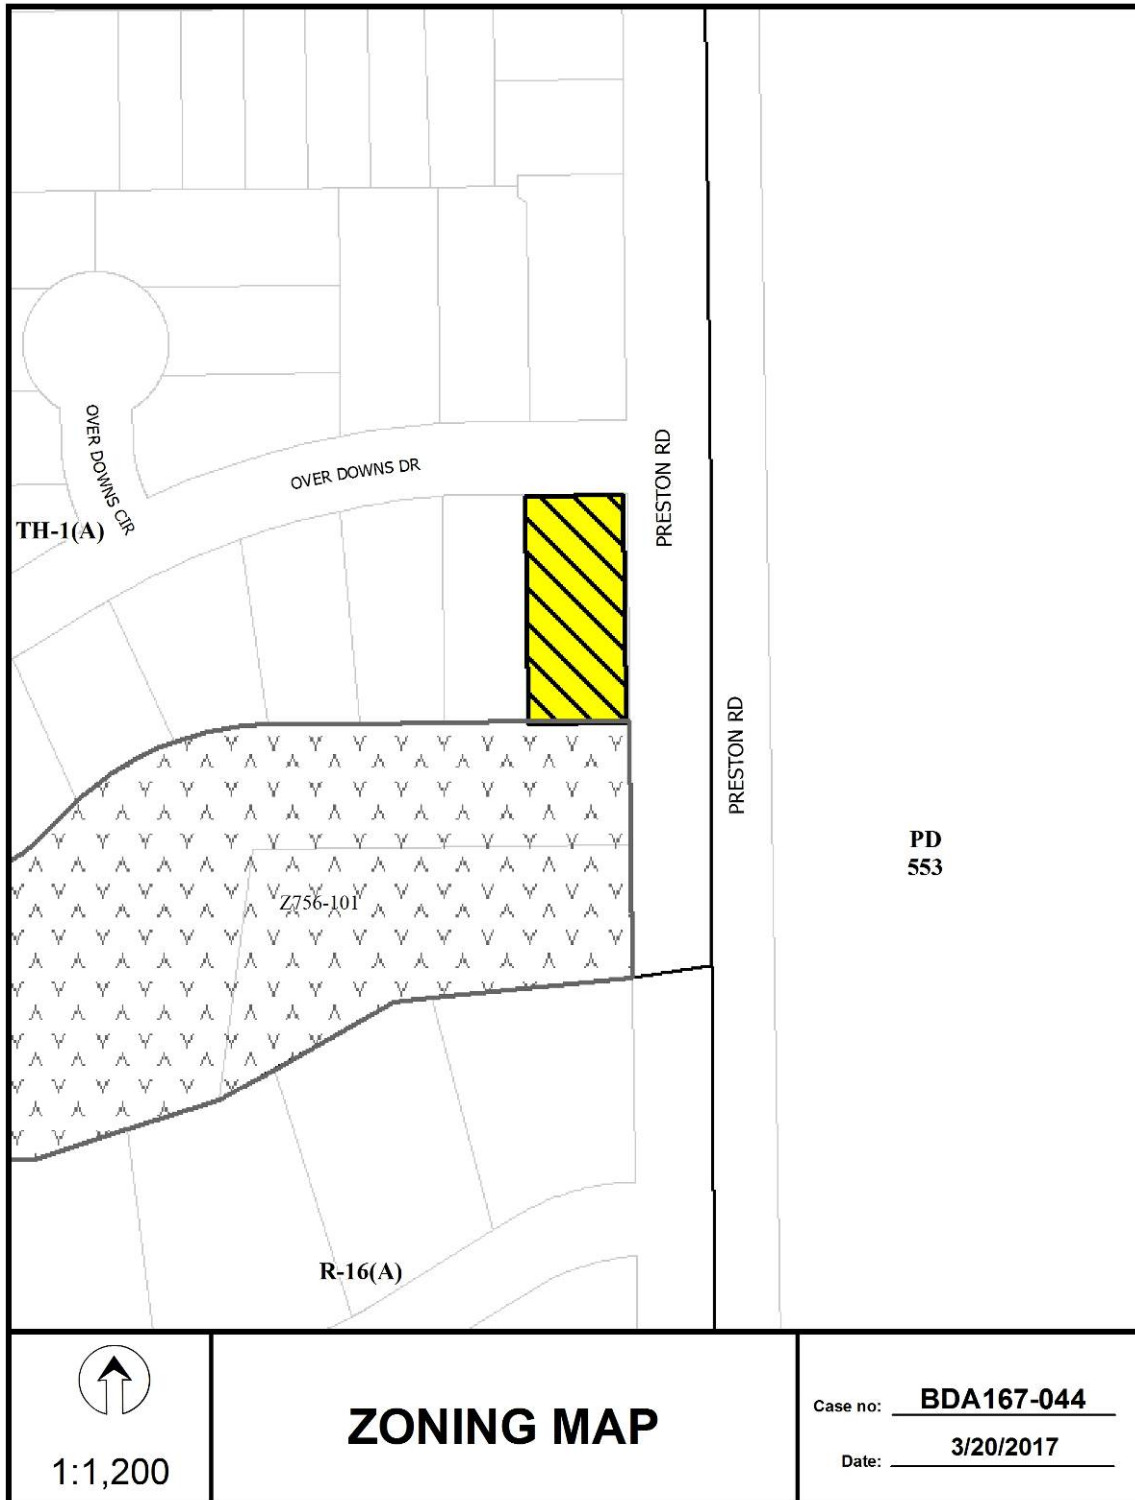 PRESTON RD
OVER DOWNS CIR
OVER DOWNS DR
TH-1(A)
PRESTON RD
PD
553
Z756-101
R-16(A)
1:1,200
ZONING MAP
Case no: BDA167-044
Date: 3/20/2017